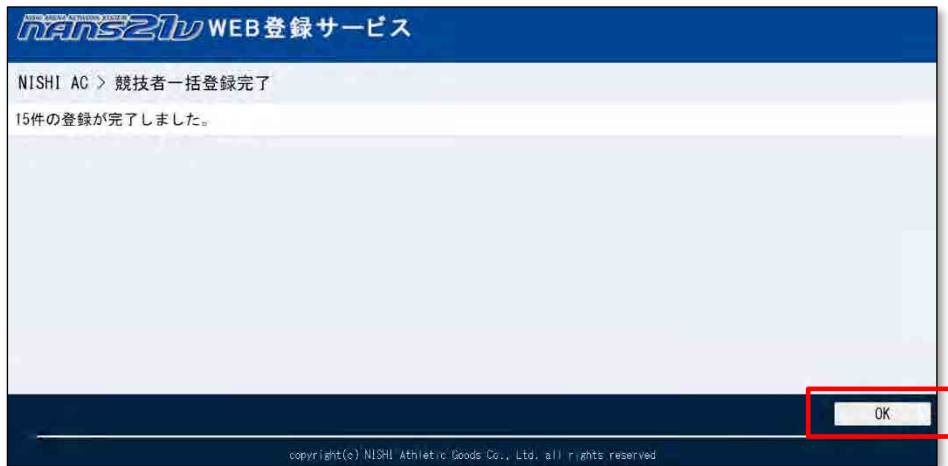 NISHI ARENA NETWORK SYSTEM
nans21V WEB登録サービス
NISHI AC > 競技者一括登録完了
15件の登録が完了しました。
OK
copyright(c) NISHI Athletic Goods Co., Ltd. all rights reserved